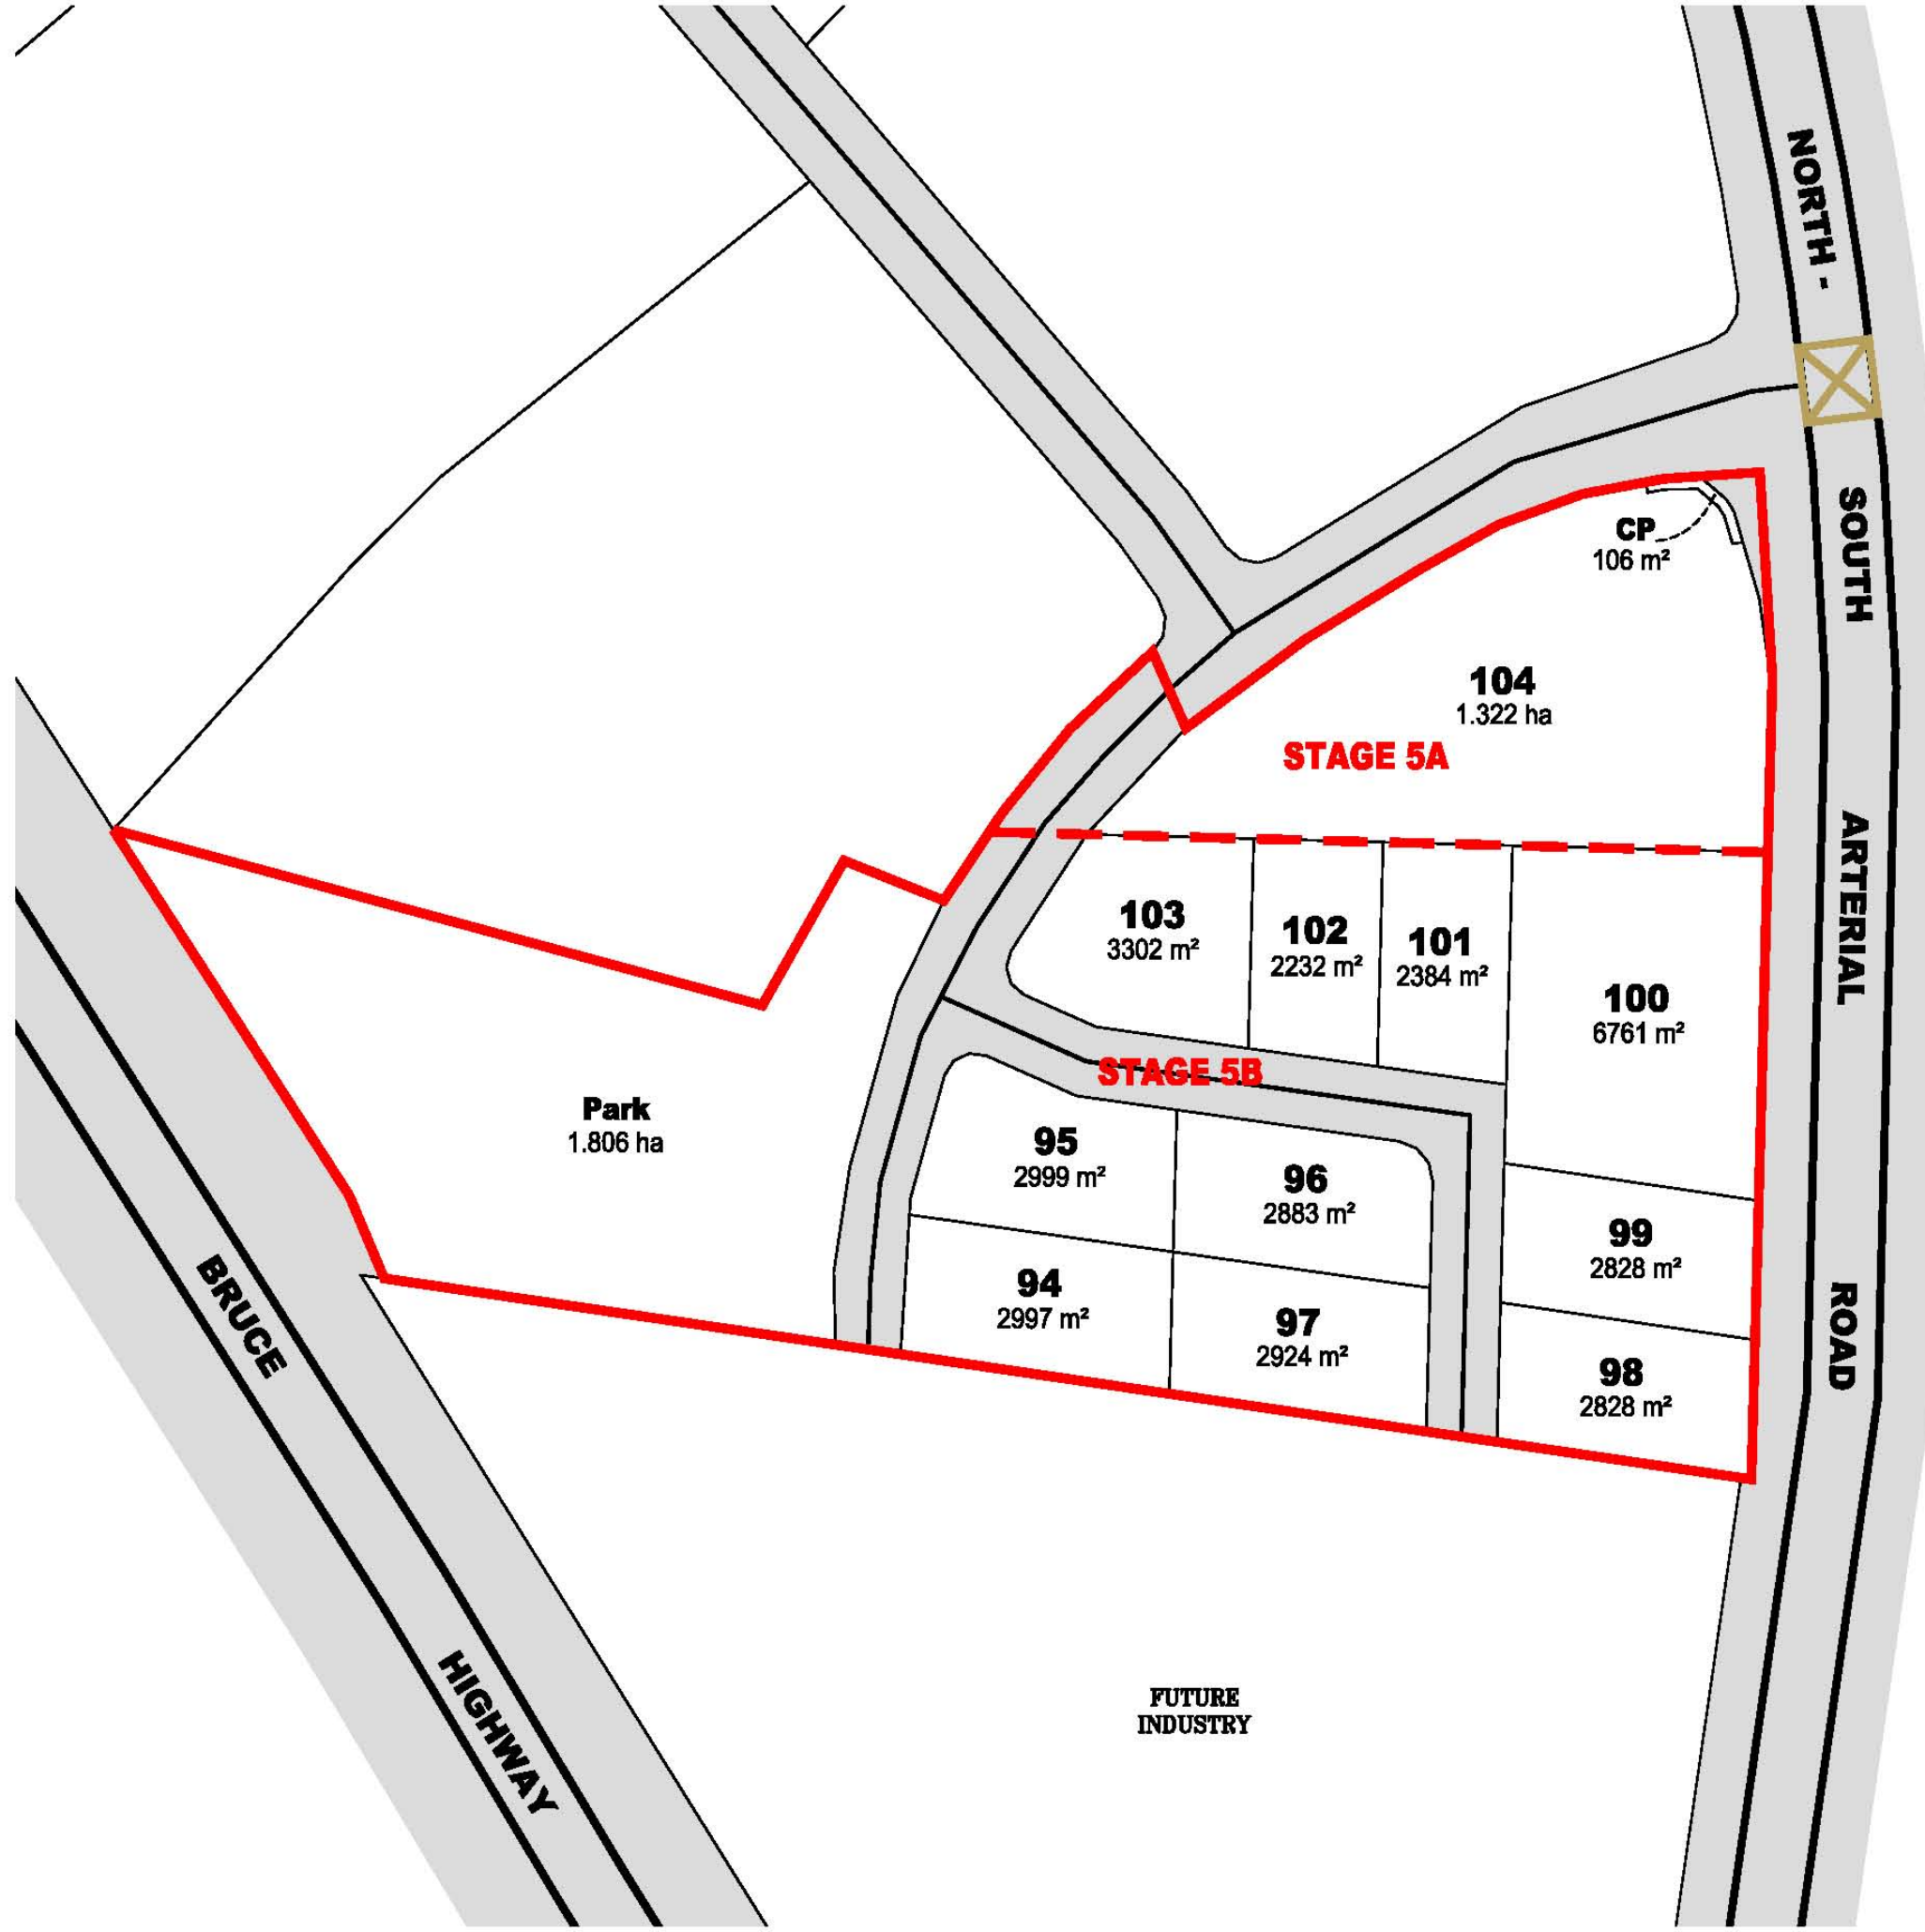 NORTH -
SOUTH
ARTERIAL
ROAD
CP
106 m²
104
1.322 ha
STAGE 5A
103
3302 m²
102
2232 m²
101
2384 m²
100
6761 m²
STAGE 5B
Park
1.806 ha
95
2999 m²
96
2883 m²
99
2828 m²
94
2997 m²
97
2924 m²
98
2828 m²
BRUCE
HIGHWAY
FUTURE
INDUSTRY